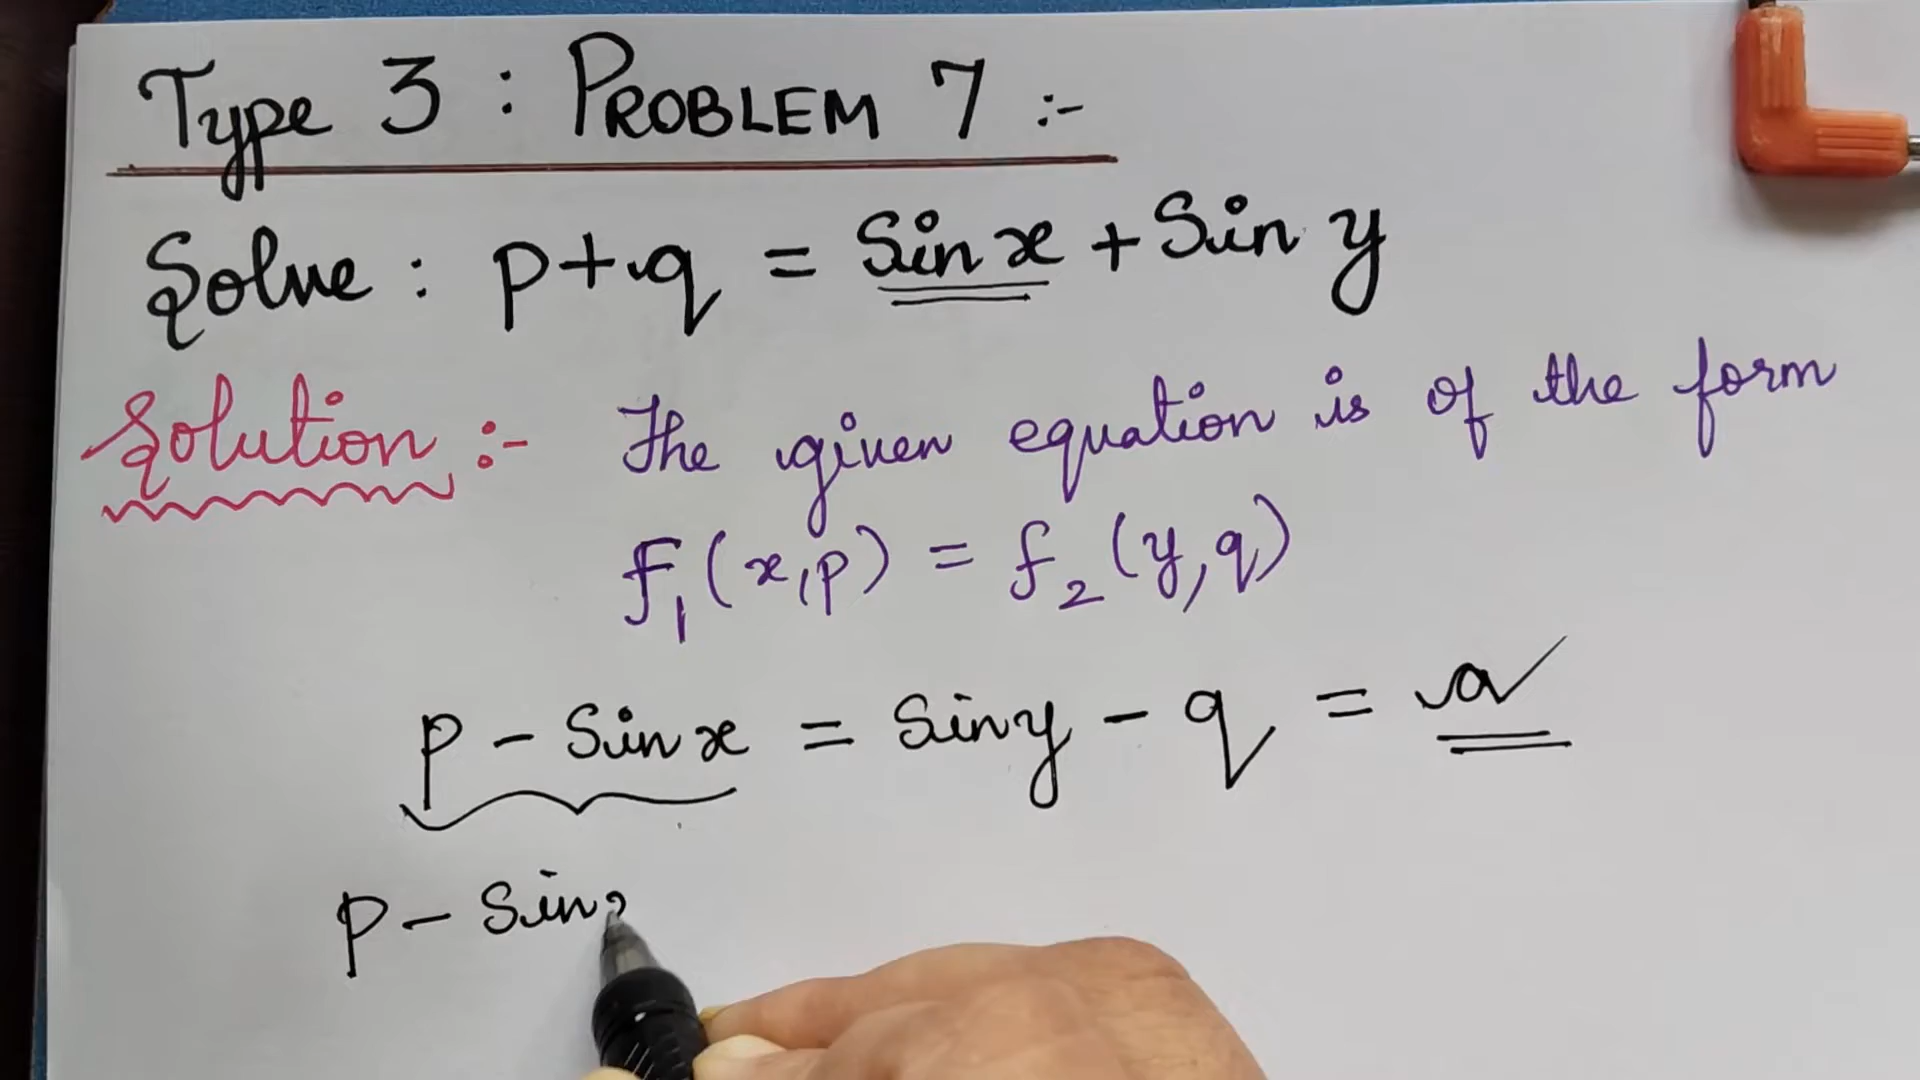 Type 3 : PROBLEM 7 :-
Solve : p+q = Sin x + Sin y
Solution :- The given equation is of the form
f₁(x,p) = f₂(y,q)
p - Sin x = Sin y - q = a
p - Sin